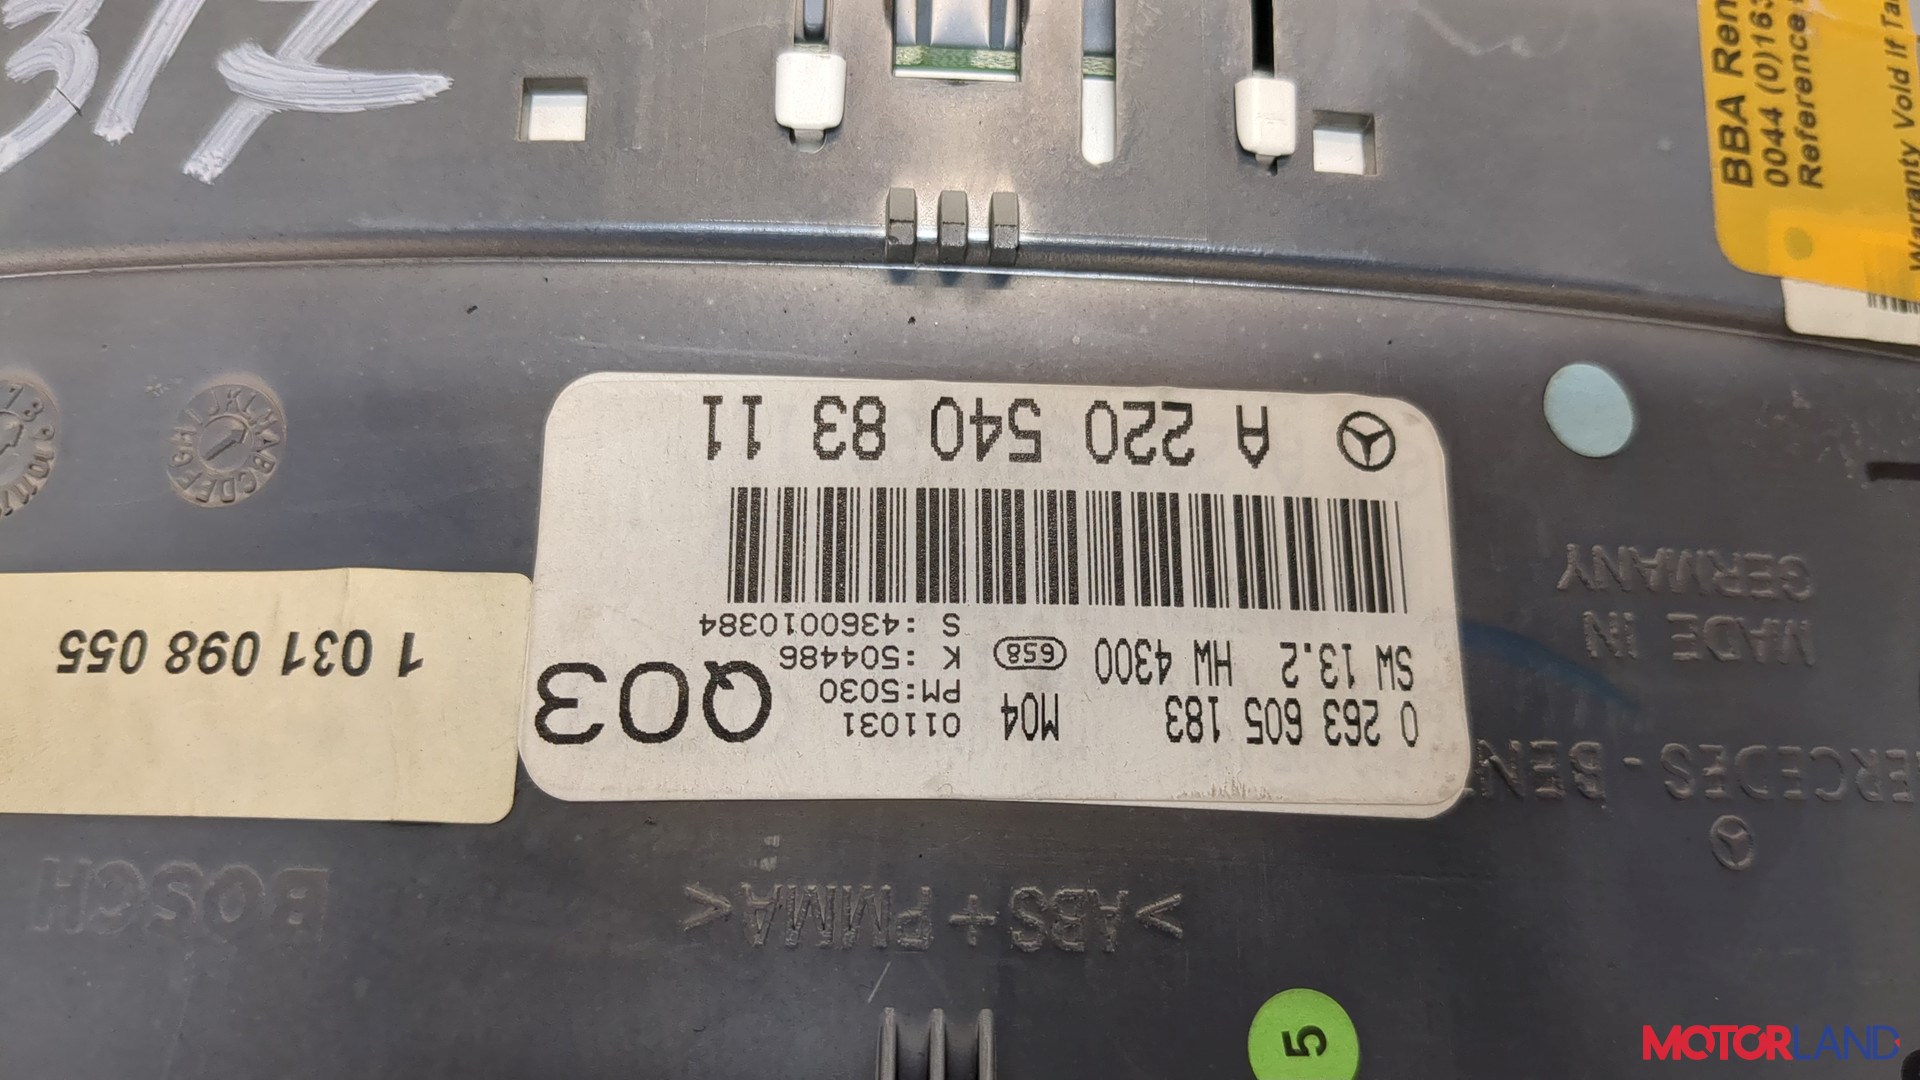 317
BBA Rem
0044 (0)163
Reference
Warranty Void If Ta
A 220 540 83 11
S :4360010384
K :504486
PM:5030
011031
Q03
658
SW 13.2 HW 4300
0 263 605 183 M04
1 031 098 055
MADE IN
GERMANY
MERCEDES - BEN
BOSCH
>ABS+PMMA<
5
MOTORLAND